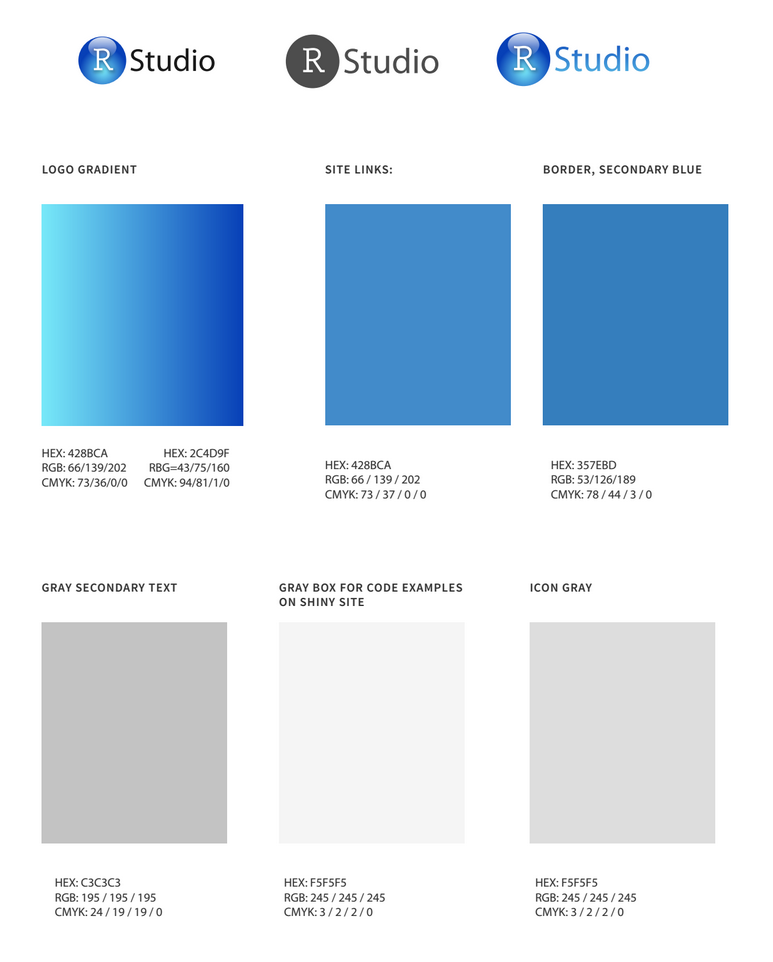 R Studio R Studio R Studio
LOGO GRADIENT
SITE LINKS:
BORDER, SECONDARY BLUE
HEX: 428BCA
RGB: 66/139/202
CMYK: 73/36/0/0
HEX: 2C4D9F
RBG=43/75/160
CMYK: 94/81/1/0
HEX: 428BCA
RGB: 66 / 139 / 202
CMYK: 73 / 37 / 0 / 0
HEX: 357EBD
RGB: 53/126/189
CMYK: 78 / 44 / 3 / 0
GRAY SECONDARY TEXT
GRAY BOX FOR CODE EXAMPLES
ON SHINY SITE
ICON GRAY
HEX: C3C3C3
RGB: 195 / 195 / 195
CMYK: 24 / 19 / 19 / 0
HEX: F5F5F5
RGB: 245 / 245 / 245
CMYK: 3 / 2 / 2 / 0
HEX: F5F5F5
RGB: 245 / 245 / 245
CMYK: 3 / 2 / 2 / 0